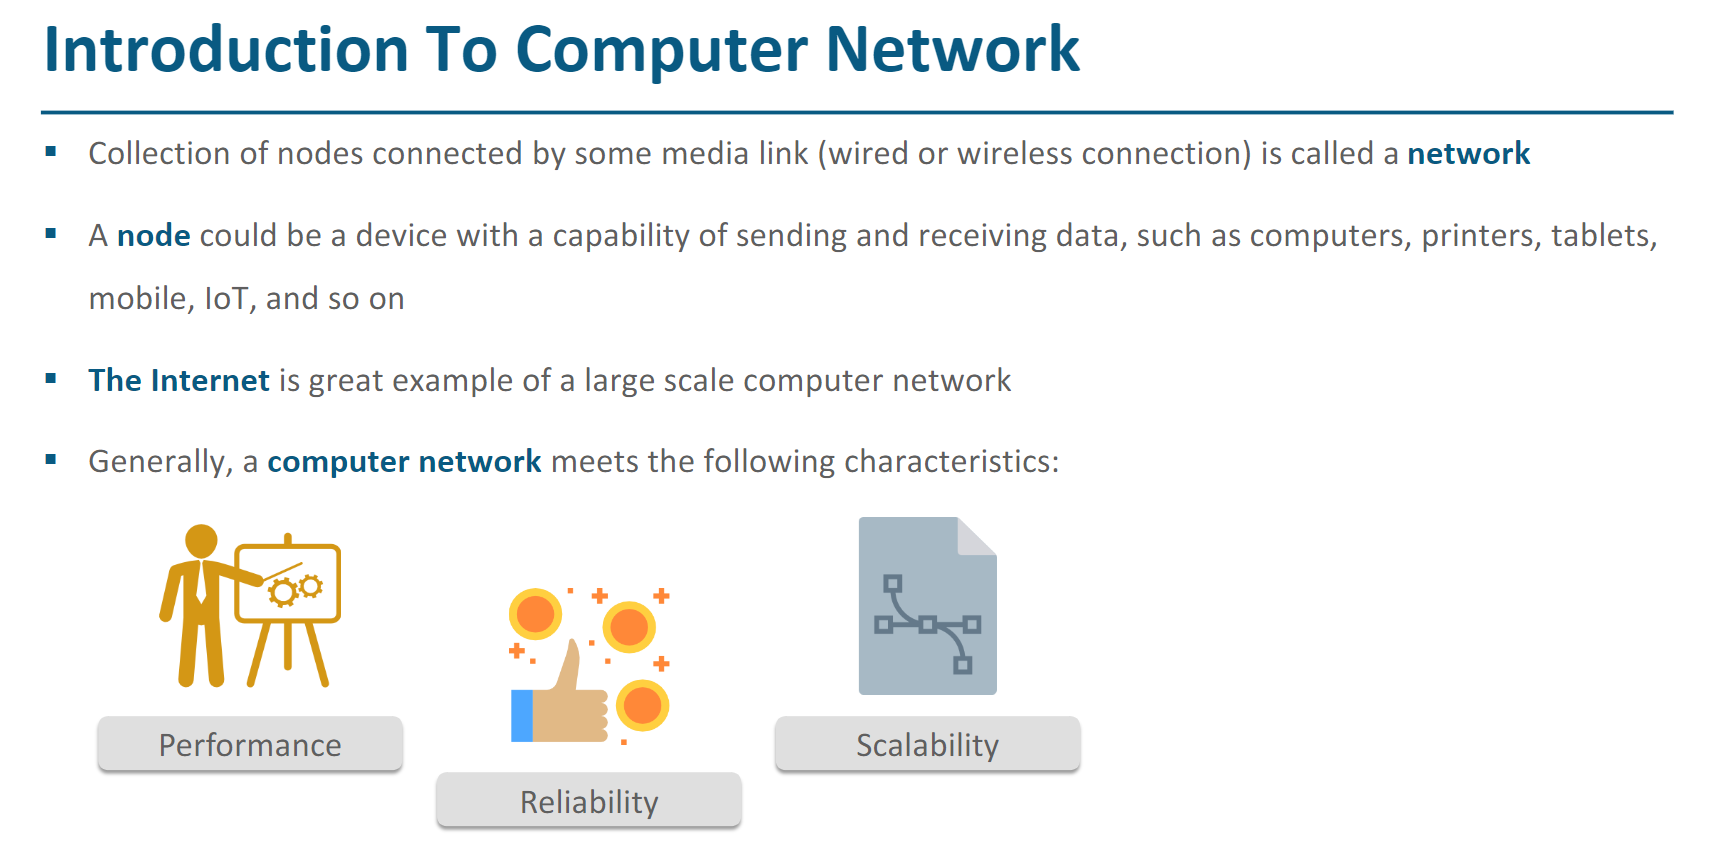 Introduction To Computer Network
▪ Collection of nodes connected by some media link (wired or wireless connection) is called a network
▪ A node could be a device with a capability of sending and receiving data, such as computers, printers, tablets,
mobile, IoT, and so on
▪ The Internet is great example of a large scale computer network
▪ Generally, a computer network meets the following characteristics:
Performance
Reliability
Scalability